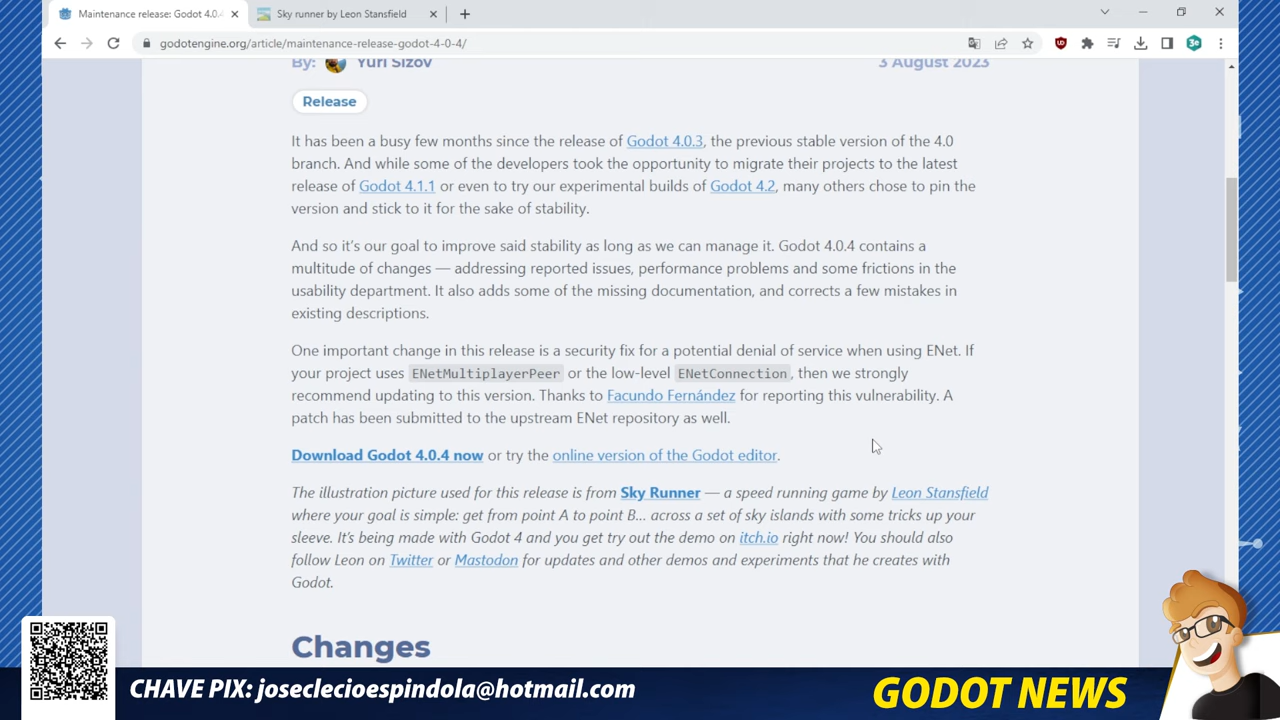 Maintenance release: Godot 4.0.4
Sky runner by Leon Stansfield
godotengine.org/article/maintenance-release-godot-4-0-4/
By: Yuri Sizov
3 August 2023
Release
It has been a busy few months since the release of Godot 4.0.3, the previous stable version of the 4.0
branch. And while some of the developers took the opportunity to migrate their projects to the latest
release of Godot 4.1.1 or even to try our experimental builds of Godot 4.2, many others chose to pin the
version and stick to it for the sake of stability.
And so it's our goal to improve said stability as long as we can manage it. Godot 4.0.4 contains a
multitude of changes — addressing reported issues, performance problems and some frictions in the
usability department. It also adds some of the missing documentation, and corrects a few mistakes in
existing descriptions.
One important change in this release is a security fix for a potential denial of service when using ENet. If
your project uses ENetMultiplayerPeer or the low-level ENetConnection, then we strongly
recommend updating to this version. Thanks to Facundo Fernández for reporting this vulnerability. A
patch has been submitted to the upstream ENet repository as well.
Download Godot 4.0.4 now or try the online version of the Godot editor.
The illustration picture used for this release is from Sky Runner — a speed running game by Leon Stansfield
where your goal is simple: get from point A to point B... across a set of sky islands with some tricks up your
sleeve. It's being made with Godot 4 and you get try out the demo on itch.io right now! You should also
follow Leon on Twitter or Mastodon for updates and other demos and experiments that he creates with
Godot.
Changes
CHAVE PIX: joseclecioespindola@hotmail.com
GODOT NEWS